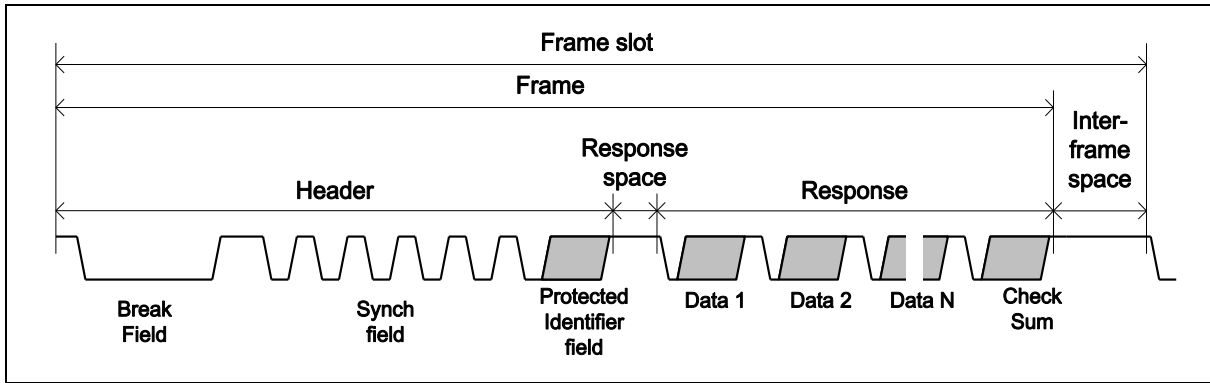 Frame slot
Frame
Inter-
frame
space
Response
space
Header
Response
Break
Field
Synch
field
Protected
Identifier
field
Data 1
Data 2
Data N
Check
Sum